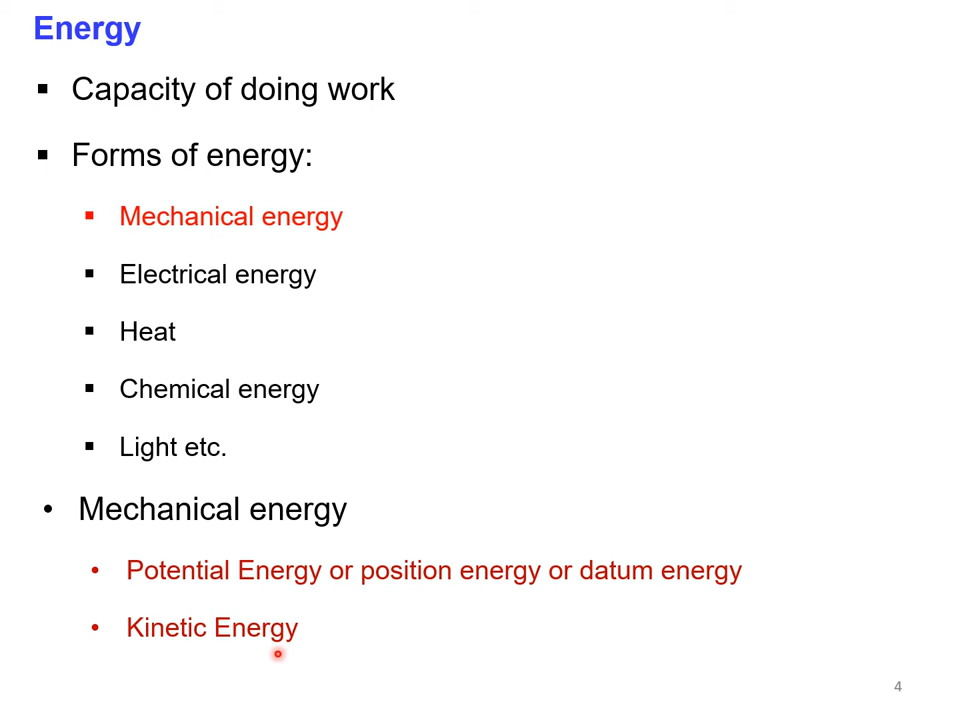 Energy
▪ Capacity of doing work
▪ Forms of energy:
▪ Mechanical energy
▪ Electrical energy
▪ Heat
▪ Chemical energy
▪ Light etc.
• Mechanical energy
• Potential Energy or position energy or datum energy
• Kinetic Energy
4